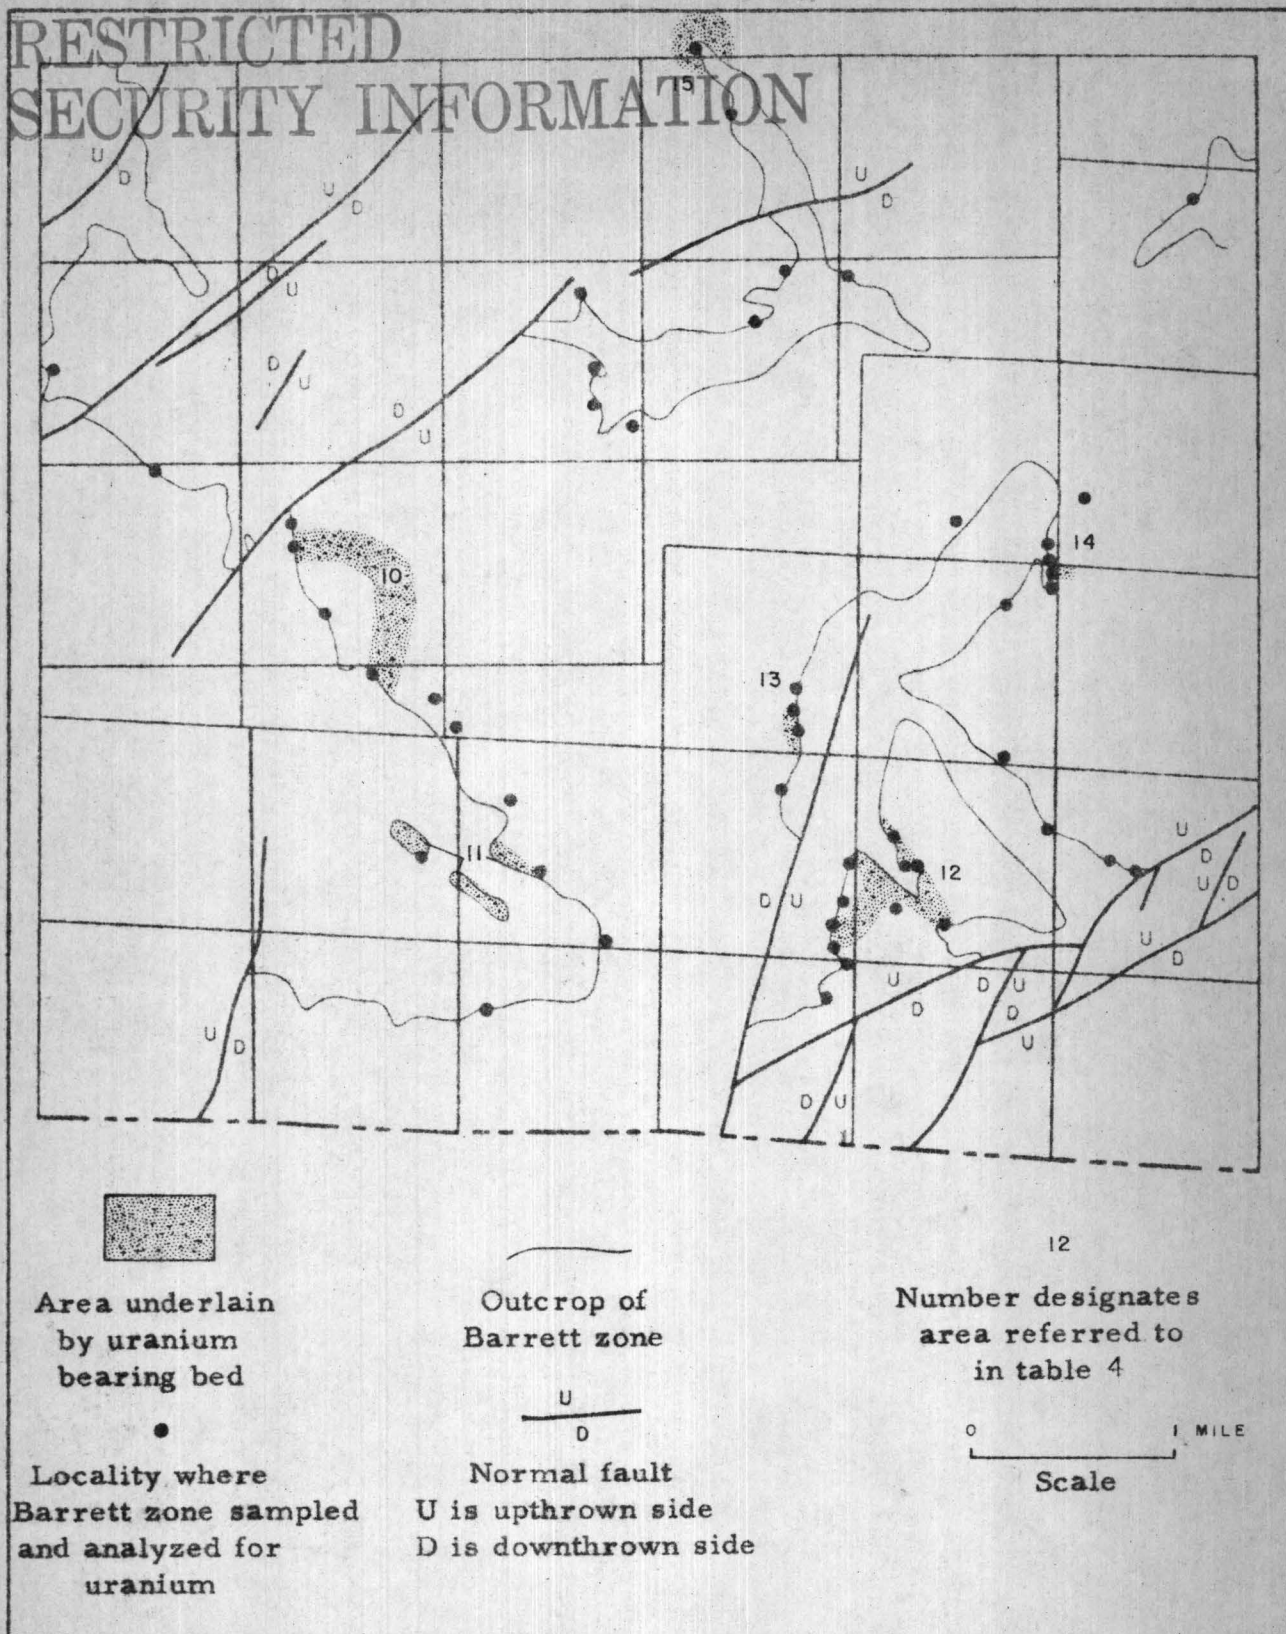 RESTRICTED
SECURITY INFORMATION
15
U
D
U
D
U
D
D
U
D
U
D
U
D
10
14
13
11
12
D U
U
D
U D
U
D
U
D
D U
D
U
U
D
D U
Area underlain
by uranium
bearing bed
Locality where
Barrett zone sampled
and analyzed for
uranium
Outcrop of
Barrett zone
U
D
Normal fault
U is upthrown side
D is downthrown side
12
Number designates
area referred to
in table 4
0 1 MILE
Scale